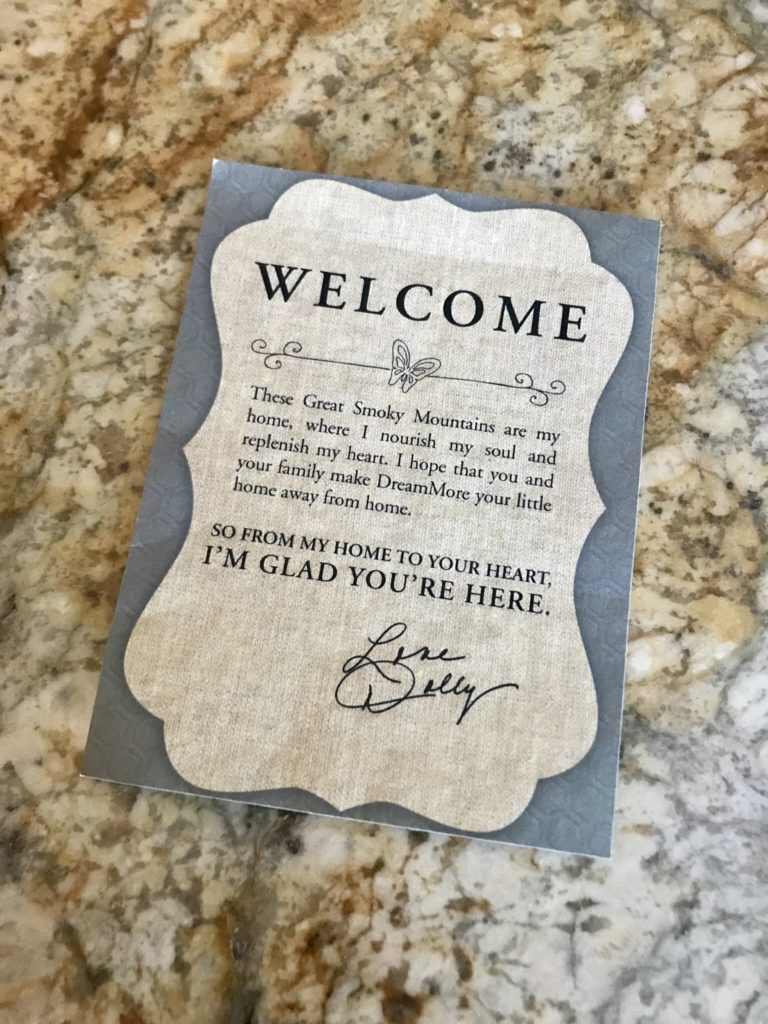 WELCOME
These Great Smoky Mountains are my
home, where I nourish my soul and
replenish my heart. I hope that you and
your family make DreamMore your little
home away from home.
SO FROM MY HOME TO YOUR HEART,
I'M GLAD YOU'RE HERE.
Love
Dolly